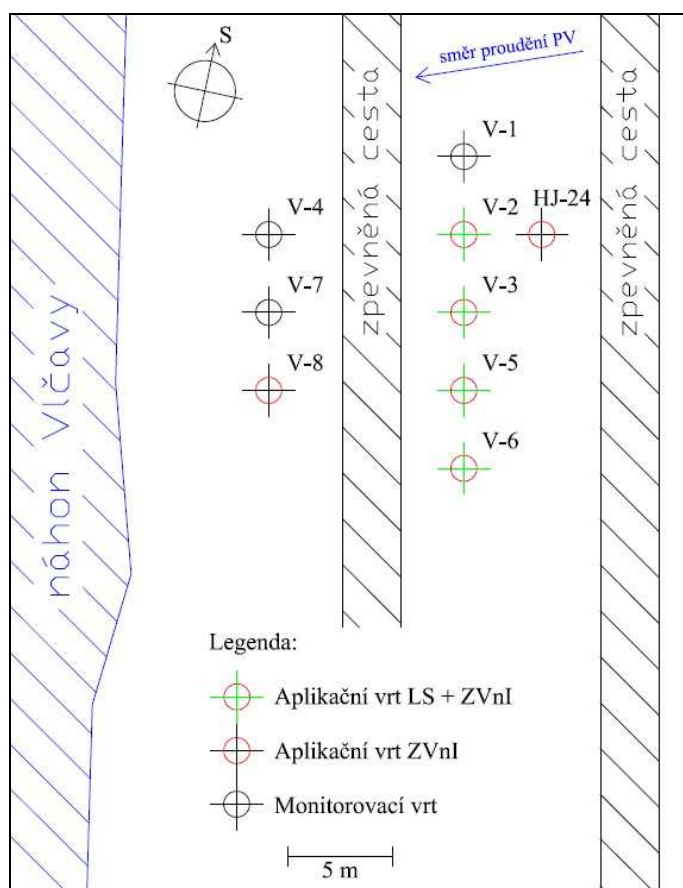 S
směr proudění PV
V-1
V-4
V-2
HJ-24
V-7
V-3
V-8
V-5
V-6
zpevněná cesta
zpevněná cesta
náhon Vlčavy
Legenda:
Aplikační vrt LS + ZVnI
Aplikační vrt ZVnI
Monitorovací vrt
5 m